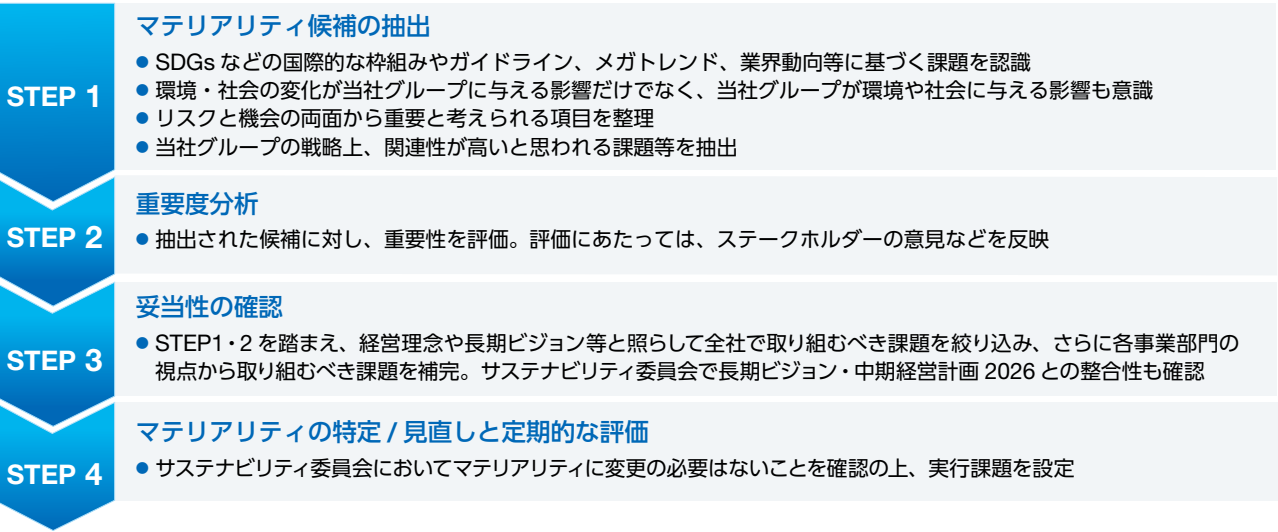 STEP 1
マテリアリティ候補の抽出
● SDGs などの国際的な枠組みやガイドライン、メガトレンド、業界動向等に基づく課題を認識
● 環境・社会の変化が当社グループに与える影響だけでなく、当社グループが環境や社会に与える影響も意識
● リスクと機会の両面から重要と考えられる項目を整理
● 当社グループの戦略上、関連性が高いと思われる課題等を抽出
STEP 2
重要度分析
● 抽出された候補に対し、重要性を評価。評価にあたっては、ステークホルダーの意見などを反映
STEP 3
妥当性の確認
● STEP1・2 を踏まえ、経営理念や長期ビジョン等と照らして全社で取り組むべき課題を絞り込み、さらに各事業部門の
視点から取り組むべき課題を補完。サステナビリティ委員会で長期ビジョン・中期経営計画 2026 との整合性も確認
STEP 4
マテリアリティの特定 / 見直しと定期的な評価
● サステナビリティ委員会においてマテリアリティに変更の必要はないことを確認の上、実行課題を設定